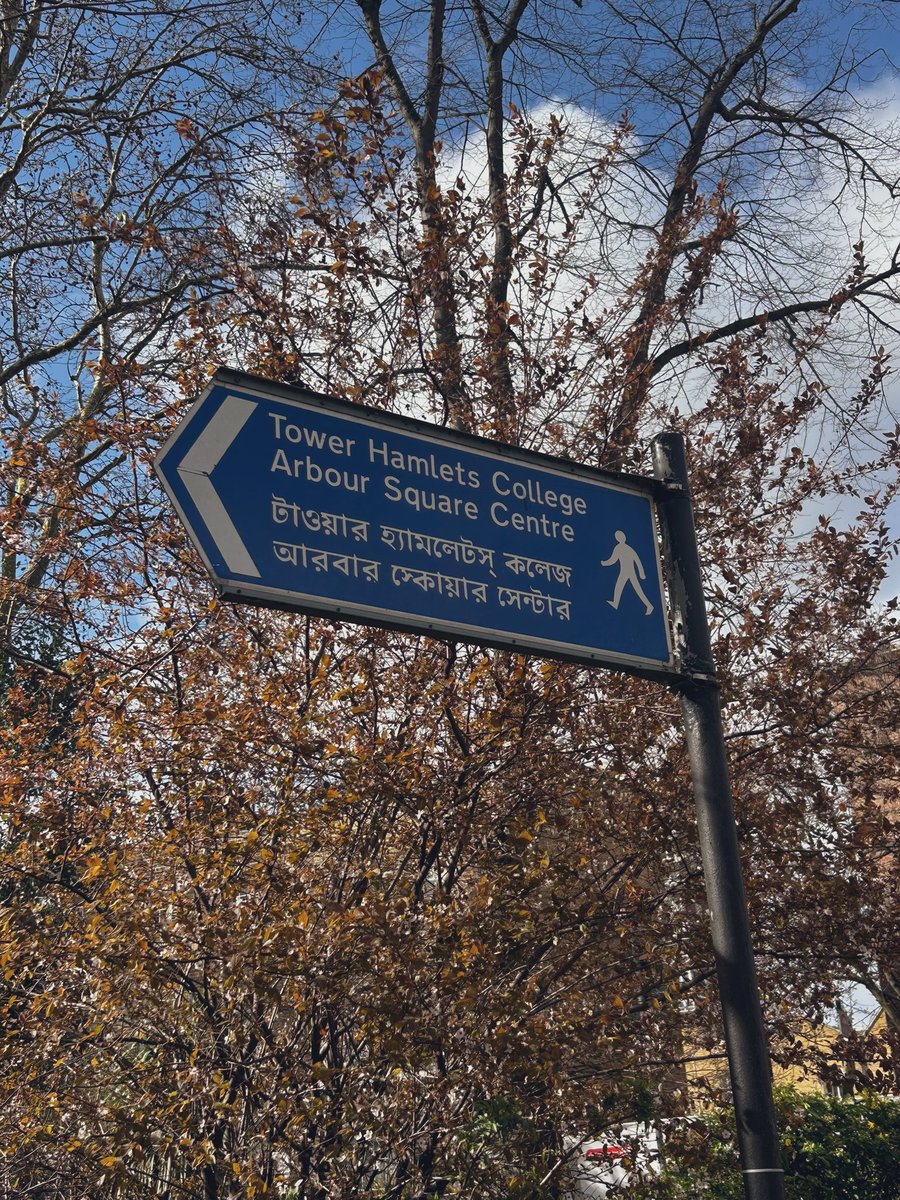 Tower Hamlets College
Arbour Square Centre
টাওয়ার হ্যামলেটস্ কলেজ
আরবার স্কোয়ার সেন্টার